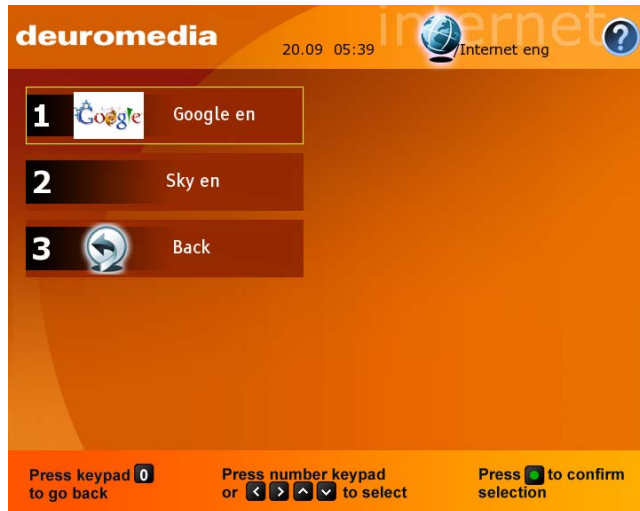 internet
deuromedia
20.09 05:39
/Internet eng
?
1 Google Google en
2 Sky en
3 Back
Press keypad 0
to go back
Press number keypad
or < > ^ v to select
Press to confirm
selection